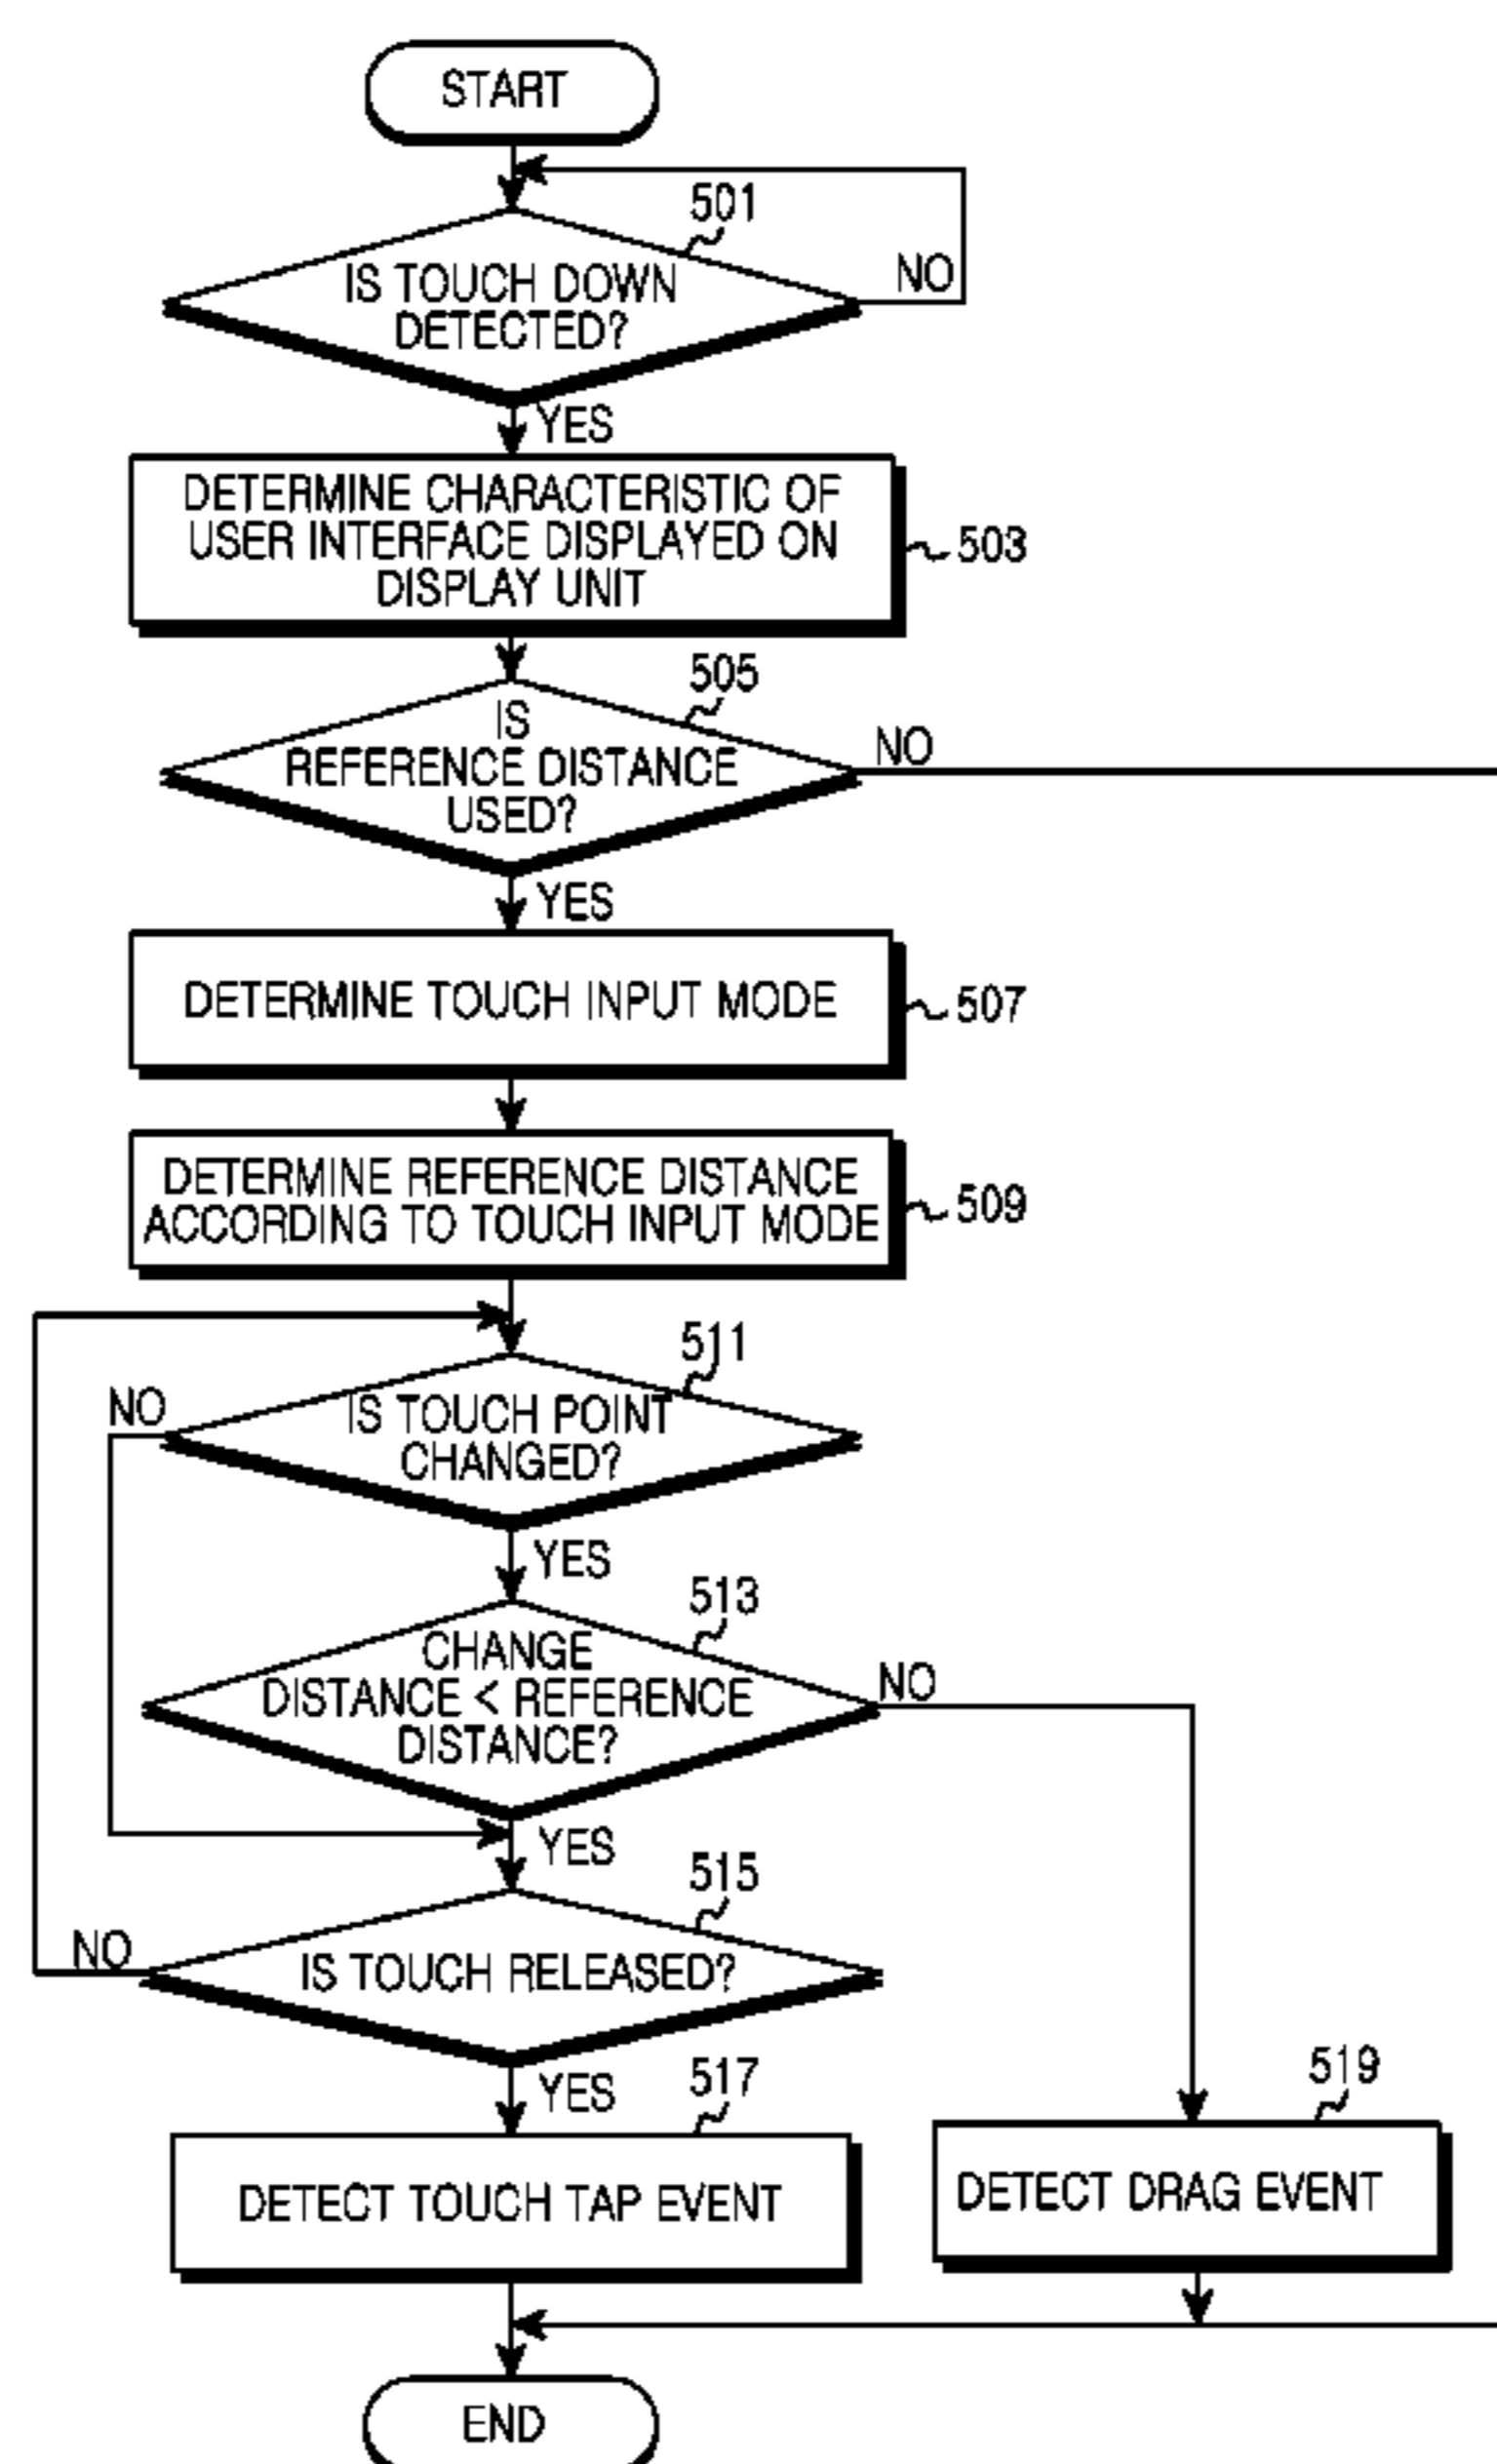 START
501
IS TOUCH DOWN
DETECTED?
NO
YES
DETERMINE CHARACTERISTIC OF
USER INTERFACE DISPLAYED ON
DISPLAY UNIT
503
505
IS
REFERENCE DISTANCE
USED?
NO
YES
DETERMINE TOUCH INPUT MODE
507
DETERMINE REFERENCE DISTANCE
ACCORDING TO TOUCH INPUT MODE
509
511
NO
IS TOUCH POINT
CHANGED?
YES
513
CHANGE
DISTANCE < REFERENCE
DISTANCE?
NO
YES
515
NO
IS TOUCH RELEASED?
YES
517
519
DETECT TOUCH TAP EVENT
DETECT DRAG EVENT
END